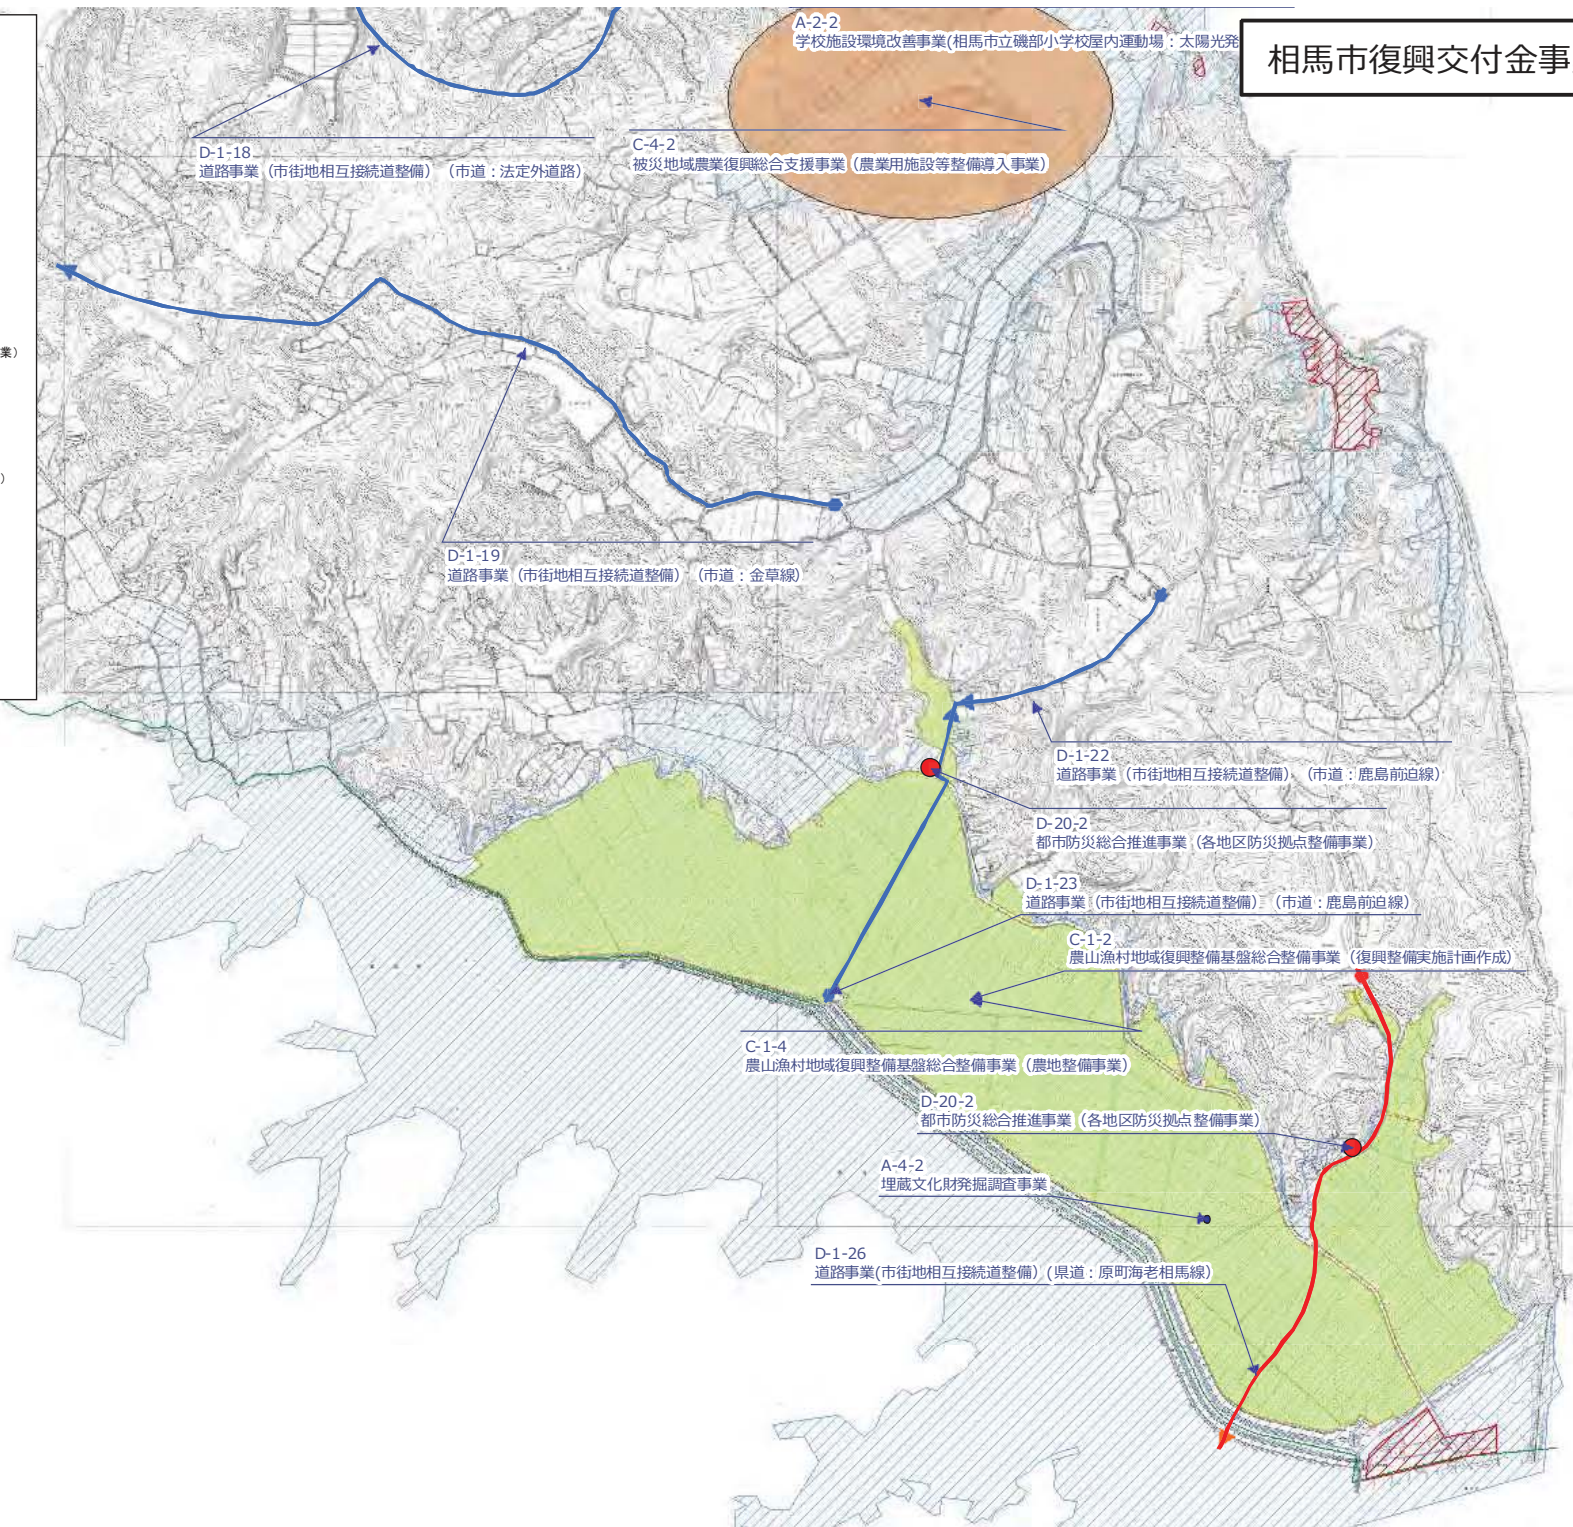 A-2-2
学校施設環境改善事業(相馬市立磯部小学校屋内運動場：太陽光発
相馬市復興交付金事
D-1-18
道路事業（市街地相互接続道整備）（市道：法定外道路）
C-4-2
被災地域農業復興総合支援事業（農業用施設等整備導入事業）
業）
）
D-1-19
道路事業（市街地相互接続道整備）（市道：金草線）
D-1-22
道路事業（市街地相互接続道整備）（市道：鹿島前迫線）
D-20-2
都市防災総合推進事業（各地区防災拠点整備事業）
D-1-23
道路事業（市街地相互接続道整備）（市道：鹿島前迫線）
C-1-2
農山漁村地域復興整備基盤総合整備事業（復興整備実施計画作成）
C-1-4
農山漁村地域復興整備基盤総合整備事業（農地整備事業）
D-20-2
都市防災総合推進事業（各地区防災拠点整備事業）
A-4-2
埋蔵文化財発掘調査事業
D-1-26
道路事業(市街地相互接続道整備）(県道：原町海老相馬線）